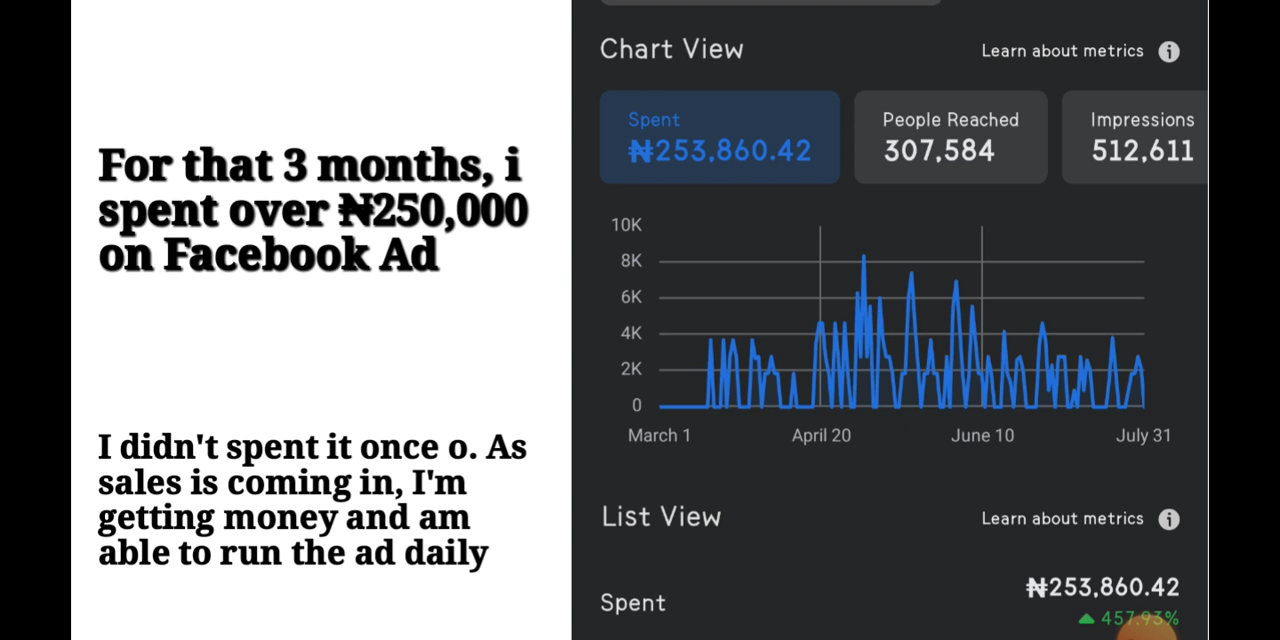 For that 3 months, i
spent over ₦250,000
on Facebook Ad
I didn't spent it once o. As
sales is coming in, I'm
getting money and am
able to run the ad daily
Chart View
Learn about metrics
Spent
₦253,860.42
People Reached
307,584
Impressions
512,611
10K
8K
6K
4K
2K
0
March 1
April 20
June 10
July 31
List View
Learn about metrics
Spent
₦253,860.42
457.93%